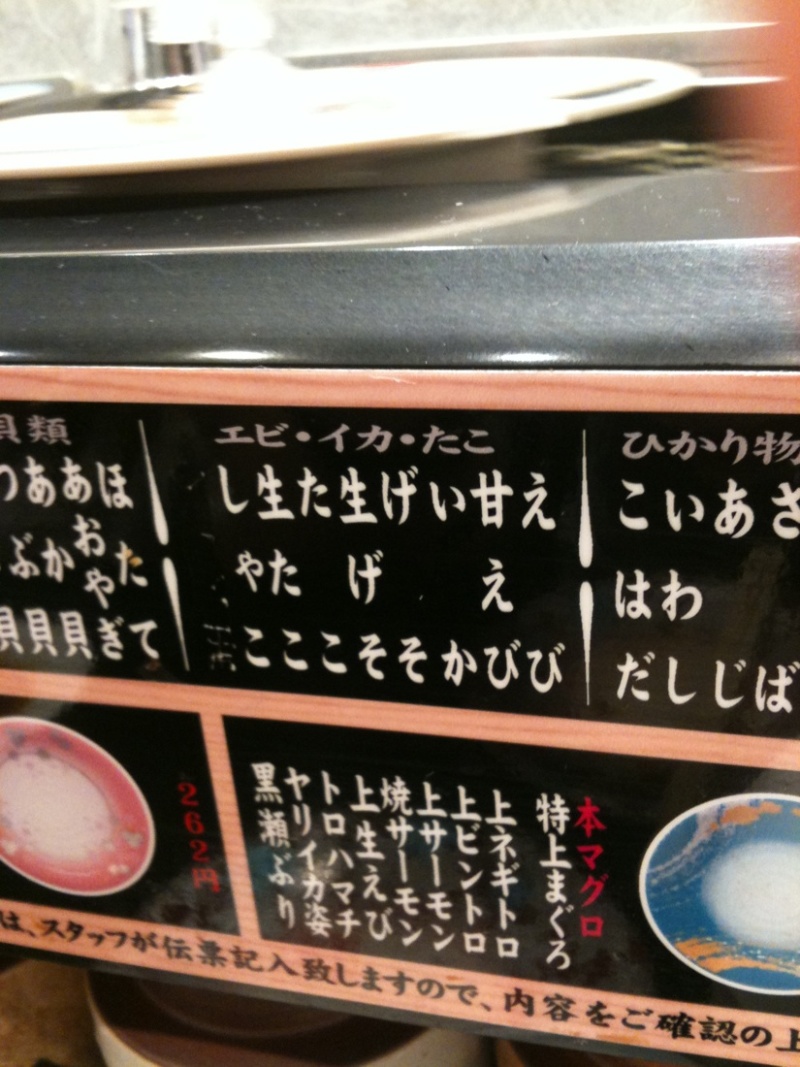 ひかり物
さば
あじ
いわし
こはだ
エビ・イカ・たこ
えび
甘えび
いか
げそ
生げそ
たこ
生たこ
しゃこ
貝類
ほたて
あおやぎ
あか貝
つぶ貝
本マグロ
特上まぐろ
上ネギトロ
上ビントロ
上サーモン
焼サーモン
上生えび
トロハマチ
ヤリイカ姿
黒瀬ぶり
262円
は、スタッフが伝票記入致しますので、内容をご確認の上